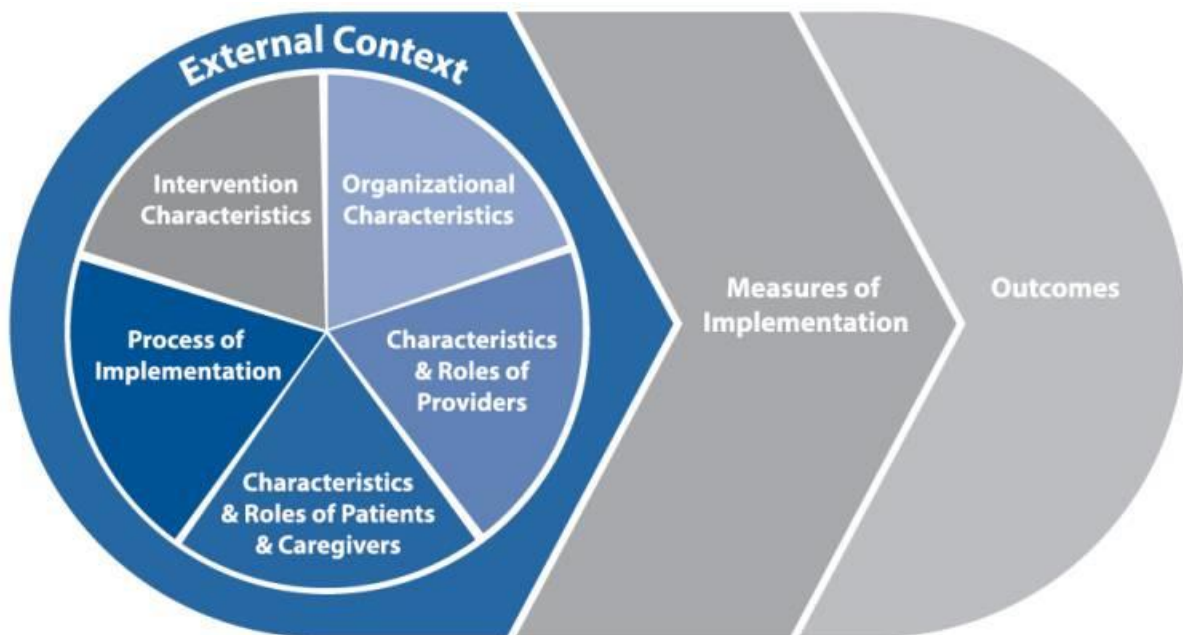 External Context
Intervention
Characteristics
Organizational
Characteristics
Process of
Implementation
Characteristics
& Roles of
Providers
Characteristics
& Roles of Patients
& Caregivers
Measures of
Implementation
Outcomes